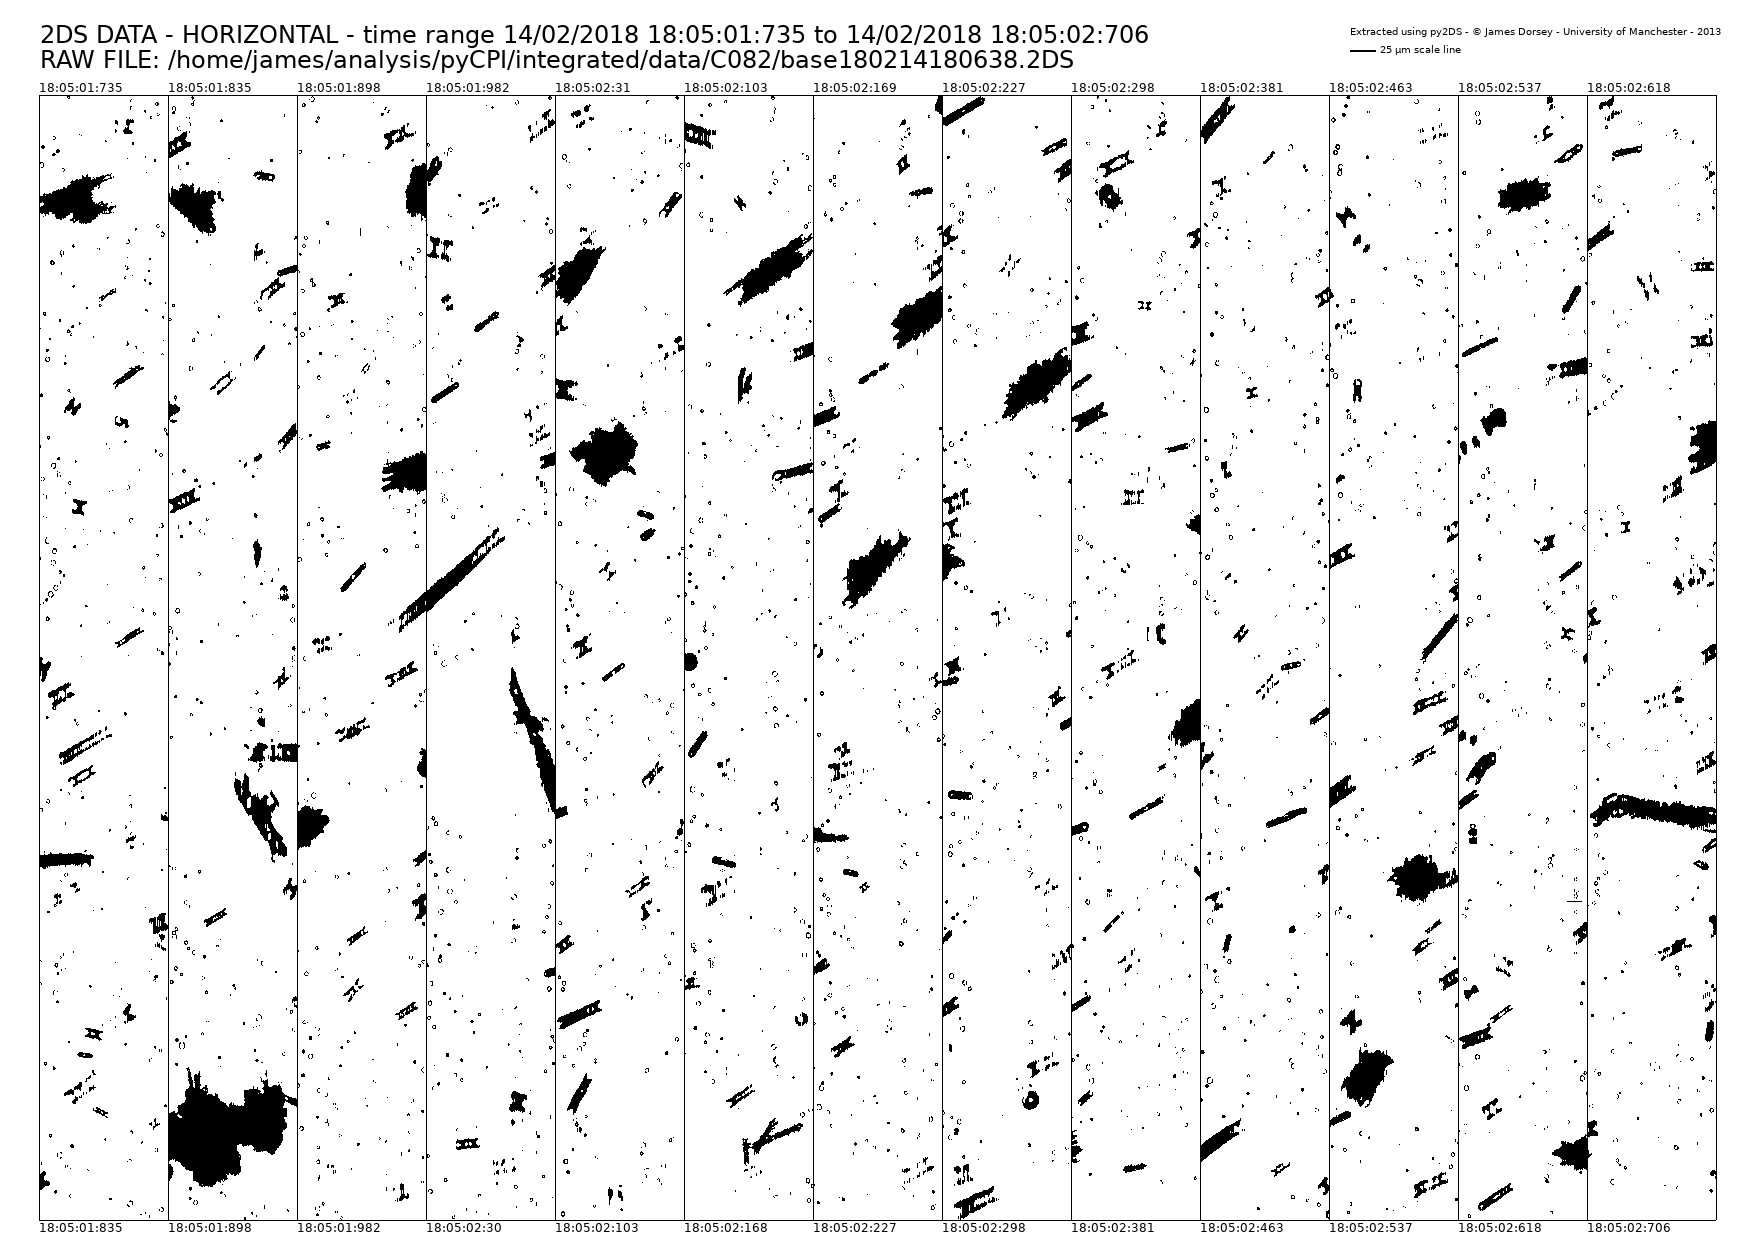 2DS DATA - HORIZONTAL - time range 14/02/2018 18:05:01:735 to 14/02/2018 18:05:02:706
RAW FILE: /home/james/analysis/pyCPI/integrated/data/C082/base180214180638.2DS
Extracted using py2DS - © James Dorsey - University of Manchester - 2013
25 μm scale line
18:05:01:735 18:05:01:835 18:05:01:898 18:05:01:982 18:05:02:31 18:05:02:103 18:05:02:169 18:05:02:227 18:05:02:298 18:05:02:381 18:05:02:463 18:05:02:537 18:05:02:618
18:05:01:835 18:05:01:898 18:05:01:982 18:05:02:30 18:05:02:103 18:05:02:168 18:05:02:227 18:05:02:298 18:05:02:381 18:05:02:463 18:05:02:537 18:05:02:618 18:05:02:706